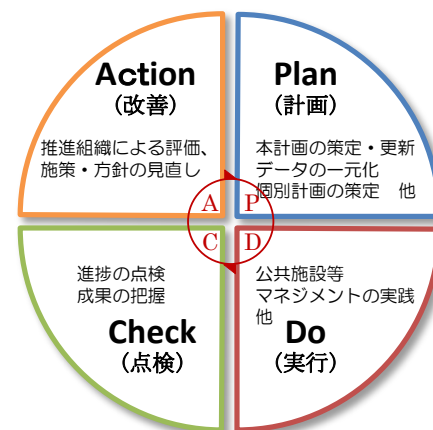 Action
(改善)
推進組織による評価、
施策・方針の見直し
Plan
(計画)
本計画の策定・更新
データの一元化
個別計画の策定　他
A
P
C
D
進捗の点検
成果の把握
Check
(点検)
公共施設等
マネジメントの実践
他
Do
(実行)